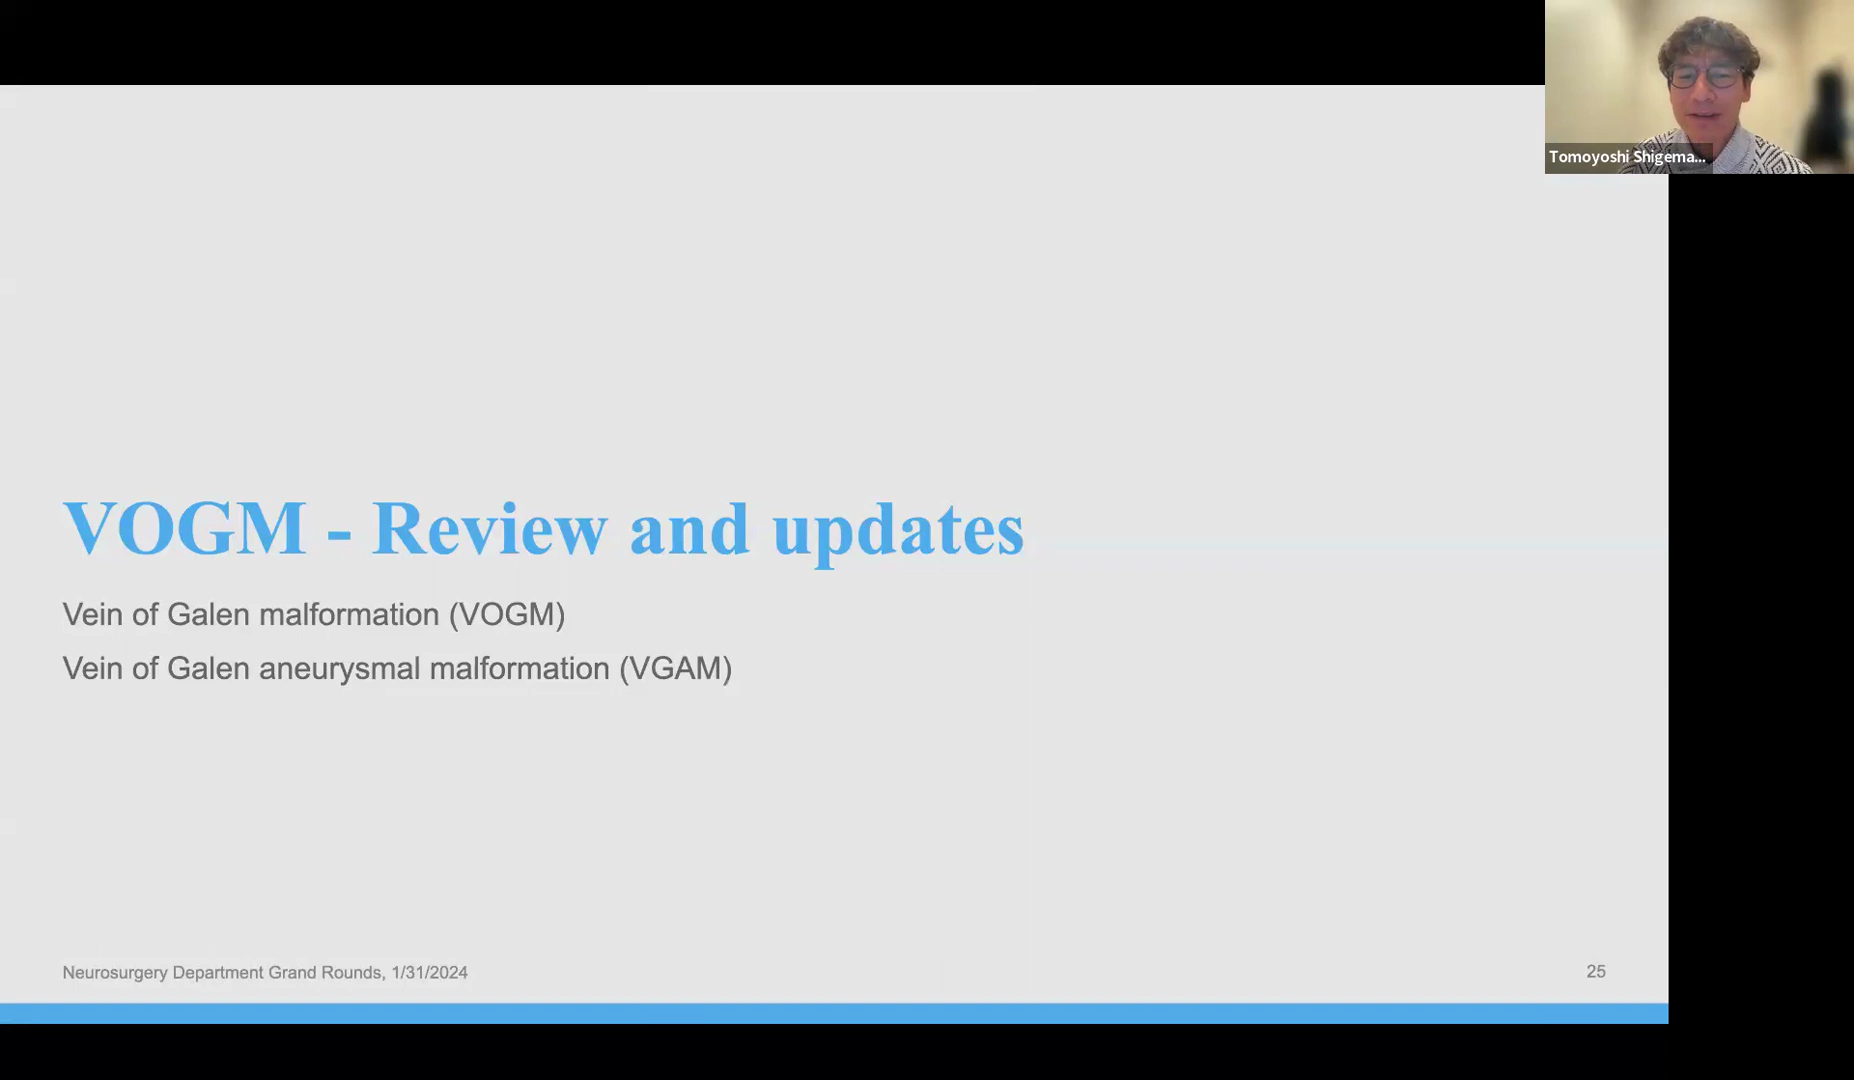 Tomoyoshi Shigema...
VOGM - Review and updates
Vein of Galen malformation (VOGM)
Vein of Galen aneurysmal malformation (VGAM)
Neurosurgery Department Grand Rounds, 1/31/2024
25